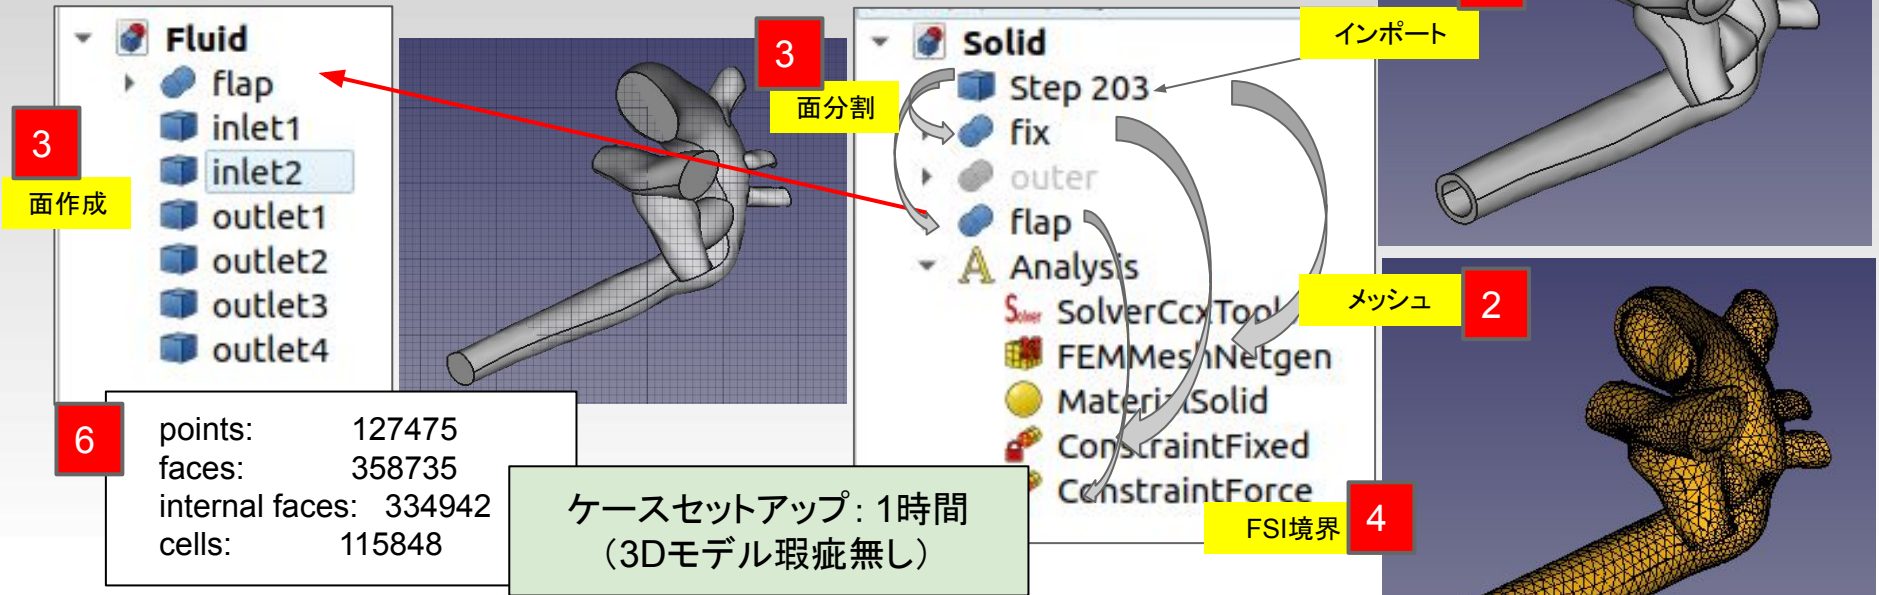 Fluid
flap
inlet1
inlet2
outlet1
outlet2
outlet3
outlet4
3
面作成
6
points: 127475
faces: 358735
internal faces: 334942
cells: 115848
ケースセットアップ: 1時間
(3Dモデル瑕疵無し)
3
面分割
Solid
Step 203
fix
outer
flap
Analysis
Solver
SolverCcxTool
FEMMeshNetgen
MaterialSolid
ConstraintFixed
ConstraintForce
インポート
メッシュ
2
FSI境界
4